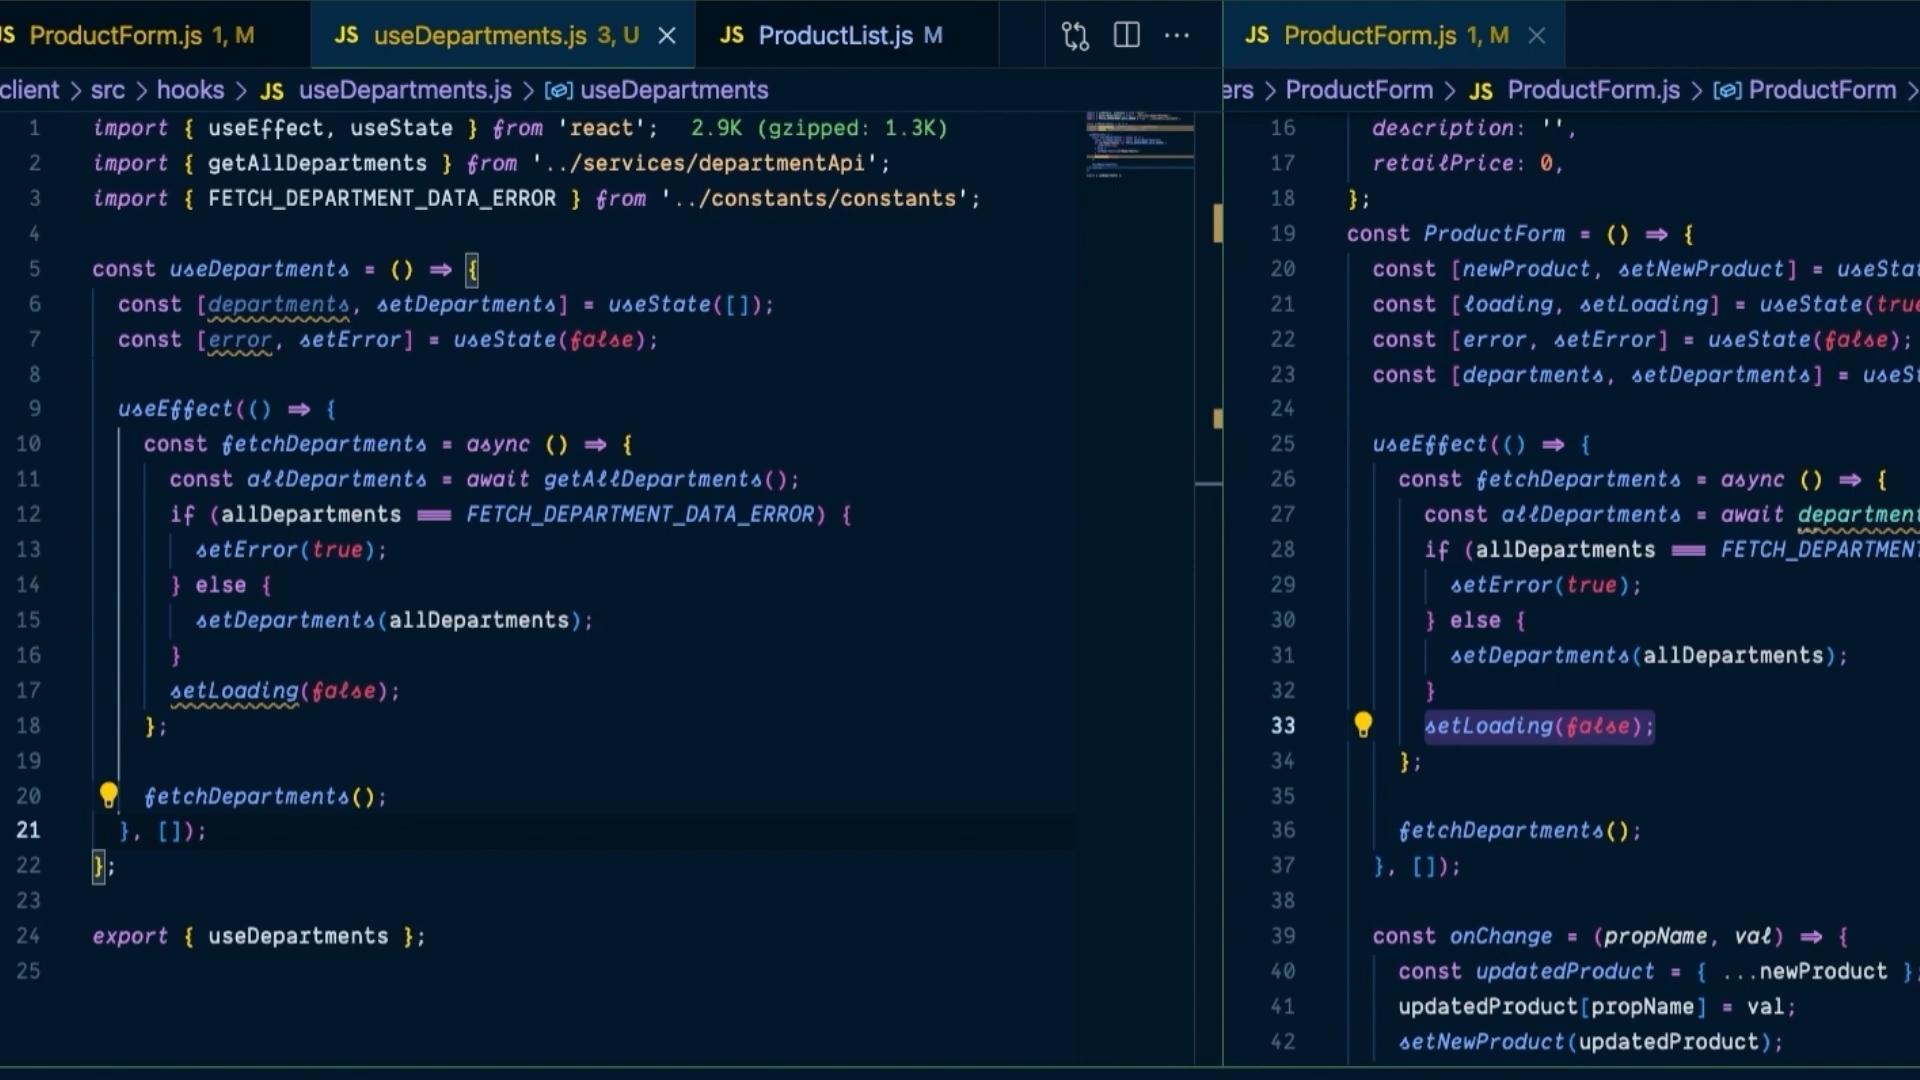 JS ProductForm.js 1, M
JS useDepartments.js 3, U
JS ProductList.js M
client > src > hooks > JS useDepartments.js > useDepartments
1 import { useEffect, useState } from 'react'; 2.9K (gzipped: 1.3K)
2 import { getAllDepartments } from '../services/departmentApi';
3 import { FETCH_DEPARTMENT_DATA_ERROR } from '../constants/constants';
4
5 const useDepartments = () => {
6 const [departments, setDepartments] = useState([]);
7 const [error, setError] = useState(false);
8
9 useEffect(() => {
10 const fetchDepartments = async () => {
11 const allDepartments = await getAllDepartments();
12 if (allDepartments === FETCH_DEPARTMENT_DATA_ERROR) {
13 setError(true);
14 } else {
15 setDepartments(allDepartments);
16 }
17 setLoading(false);
18 };
19
20 fetchDepartments();
21 }, []);
22 };
23
24 export { useDepartments };
25
JS ProductForm.js 1, M
ers > ProductForm > JS ProductForm.js > ProductForm >
16 description: '',
17 retailPrice: 0,
18 };
19 const ProductForm = () => {
20 const [newProduct, setNewProduct] = useStat
21 const [loading, setLoading] = useState(true
22 const [error, setError] = useState(false);
23 const [departments, setDepartments] = useSt
24
25 useEffect(() => {
26 const fetchDepartments = async () => {
27 const allDepartments = await department
28 if (allDepartments === FETCH_DEPARTMENT
29 setError(true);
30 } else {
31 setDepartments(allDepartments);
32 }
33 setLoading(false);
34 };
35
36 fetchDepartments();
37 }, []);
38
39 const onChange = (propName, val) => {
40 const updatedProduct = { ...newProduct };
41 updatedProduct[propName] = val;
42 setNewProduct(updatedProduct);